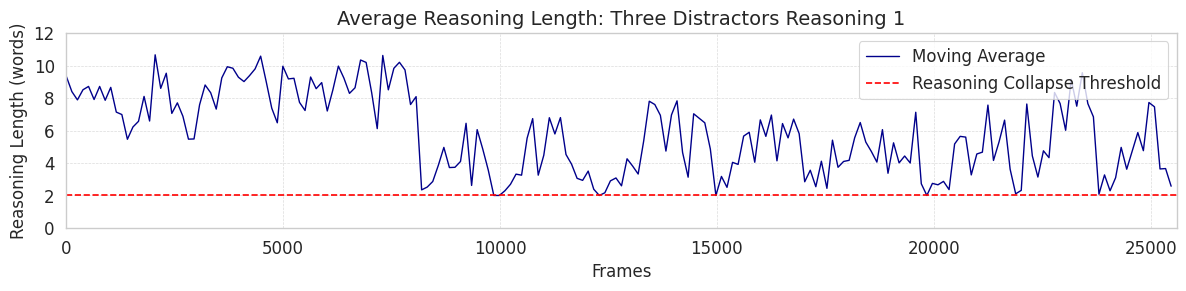 Average Reasoning Length: Three Distractors Reasoning 1
Reasoning Length (words)
12
10
8
6
4
2
0
Moving Average
Reasoning Collapse Threshold
0 5000 10000 15000 20000 25000
Frames